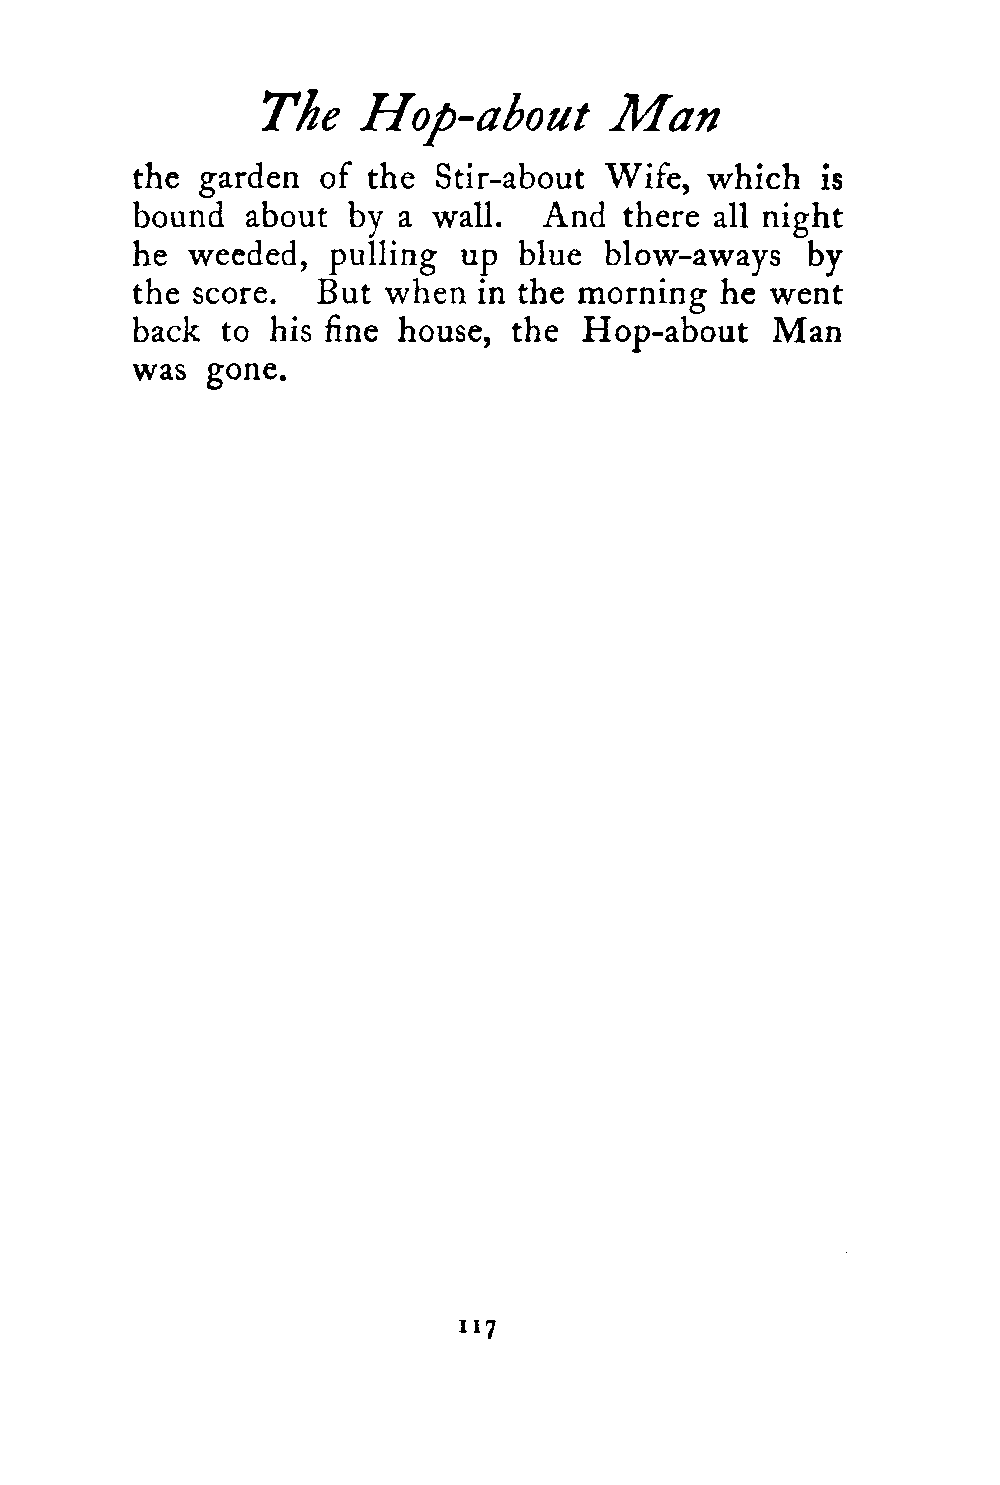 The Hop-about Man
the garden of the Stir-about Wife, which is
bound about by a wall. And there all night
he weeded, pulling up blue blow-aways by
the score. But when in the morning he went
back to his fine house, the Hop-about Man
was gone.
117